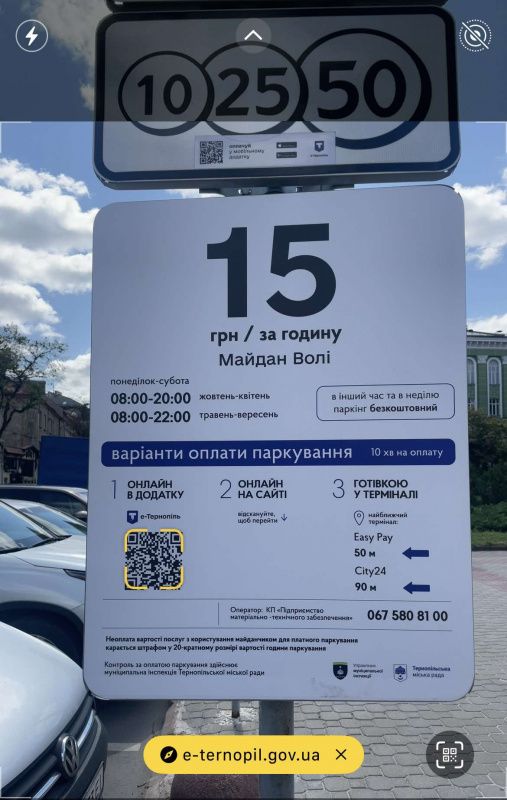 10 25 50
оплачуй
у мобільному
додатку
е-Тернопіль
15
грн / за годину
Майдан Волі
понеділок-субота
08:00-20:00 жовтень-квітень
08:00-22:00 травень-вересень
в інший час та в неділю
паркінг безкоштовний
варіанти оплати паркування 10 хв на оплату
1 ОНЛАЙН
В ДОДАТКУ
е-Тернопіль
2 ОНЛАЙН
НА САЙТІ
відскануйте,
щоб перейти
3 ГОТІВКОЮ
У ТЕРМІНАЛІ
найближчий
термінал:
Easy Pay
50 м
City24
90 м
Оператор: КП «Підприємство
матеріально -технічного забезпечення»
067 580 81 00
Неоплата вартості послуг з користування майданчиком для платного паркування
карається штрафом у 20-кратному розмірі вартості години паркування
Контроль за оплатою паркування здійснює
муніципальна інспекція Тернопільської міської ради
Управління
муніципальної
інспекції
Тернопільська
міська рада
e-ternopil.gov.ua